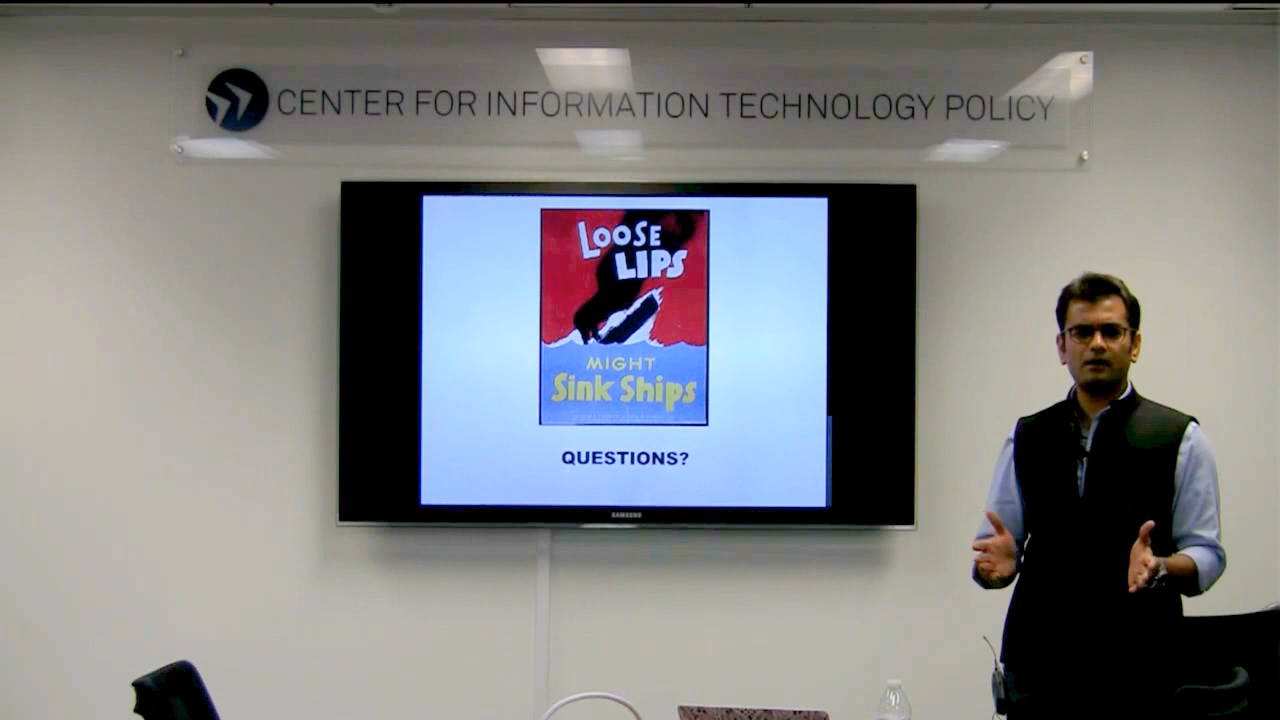 CENTER FOR INFORMATION TECHNOLOGY POLICY
LOOSE
LIPS
MIGHT
Sink Ships
QUESTIONS?
SAMSUNG